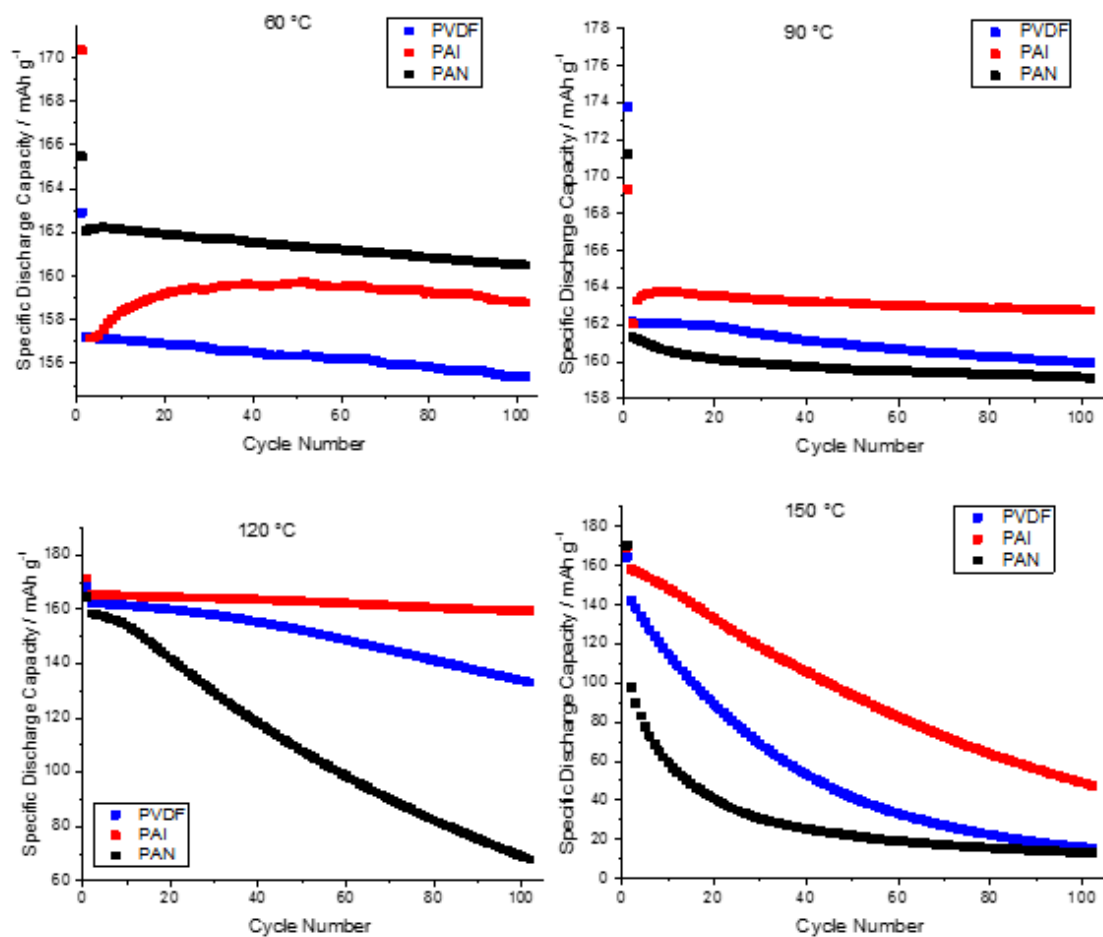 60 °C
PVDF
PAI
PAN
170
168
166
164
162
160
158
156
0 20 40 60 80 100
Specific Discharge Capacity / mAh g⁻¹
Cycle Number
90 °C
PVDF
PAI
PAN
178
176
174
172
170
168
166
164
162
160
158
0 20 40 60 80 100
Specific Discharge Capacity / mAh g⁻¹
Cycle Number
120 °C
PVDF
PAI
PAN
180
160
140
120
100
80
60
0 20 40 60 80 100
Specific Discharge Capacity / mAh g⁻¹
Cycle Number
150 °C
PVDF
PAI
PAN
180
160
140
120
100
80
60
40
20
0
0 20 40 60 80 100
Specific Discharge Capacity / mAh g⁻¹
Cycle Number